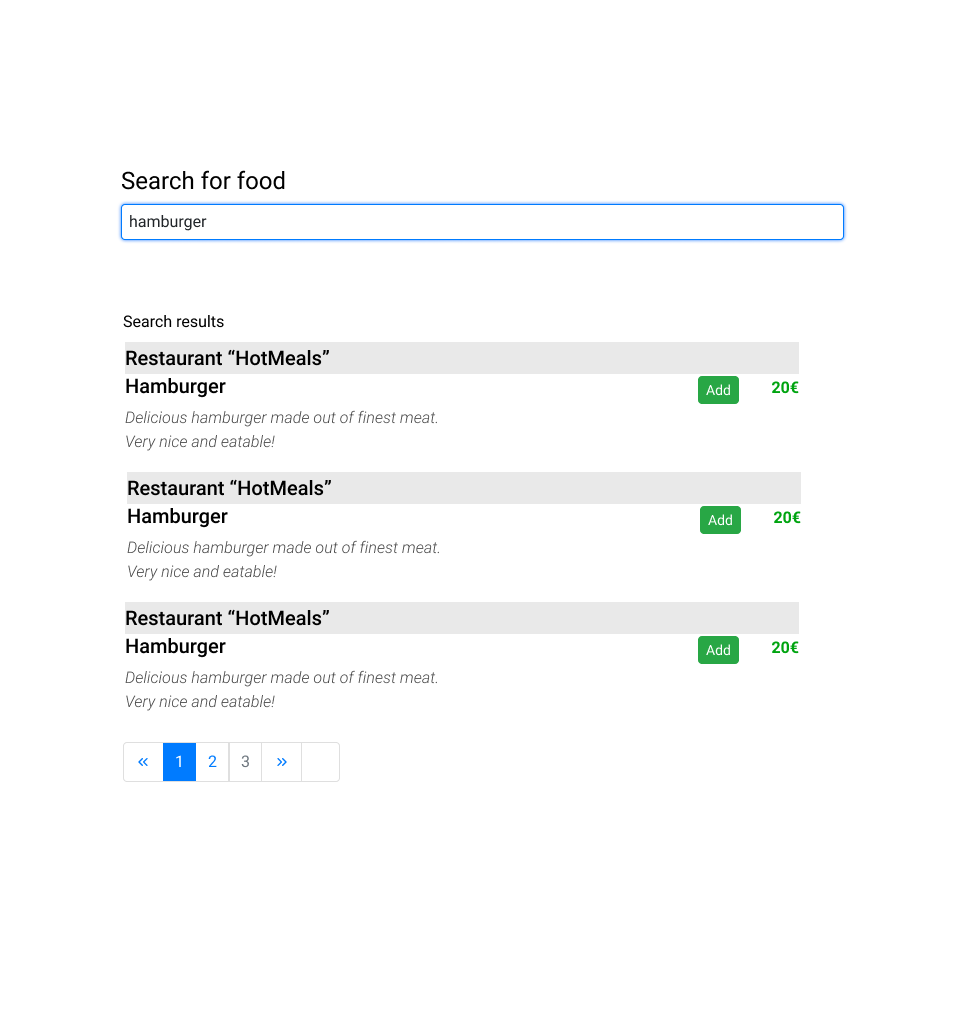 Search for food
hamburger
Search results
Restaurant “HotMeals”
Hamburger Add 20€
Delicious hamburger made out of finest meat.
Very nice and eatable!
Restaurant “HotMeals”
Hamburger Add 20€
Delicious hamburger made out of finest meat.
Very nice and eatable!
Restaurant “HotMeals”
Hamburger Add 20€
Delicious hamburger made out of finest meat.
Very nice and eatable!
« 1 2 3 »